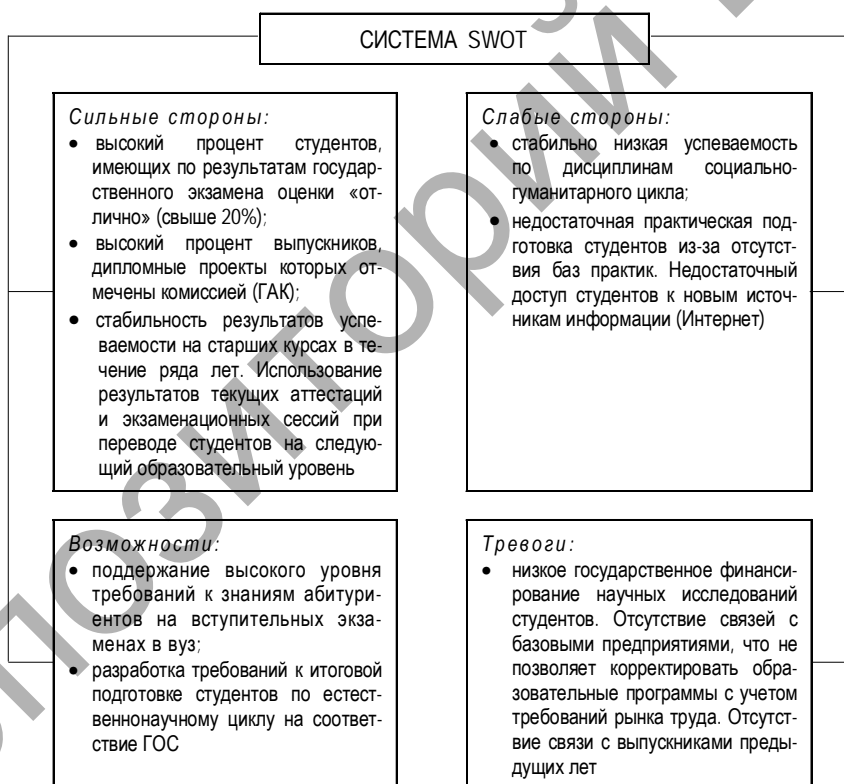 СИСТЕМА SWOT
Сильные стороны:
• высокий процент студентов,
имеющих по результатам государ-
ственного экзамена оценки «от-
лично» (свыше 20%);
• высокий процент выпускников,
дипломные проекты которых от-
мечены комиссией (ГАК);
• стабильность результатов успе-
ваемости на старших курсах в те-
чение ряда лет. Использование
результатов текущих аттестаций
и экзаменационных сессий при
переводе студентов на следую-
щий образовательный уровень
Слабые стороны:
• стабильно низкая успеваемость
по дисциплинам социально-
гуманитарного цикла;
• недостаточная практическая под-
готовка студентов из-за отсутст-
вия баз практик. Недостаточный
доступ студентов к новым источ-
никам информации (Интернет)
Возможности:
• поддержание высокого уровня
требований к знаниям абитури-
ентов на вступительных экза-
менах в вуз;
• разработка требований к итоговой
подготовке студентов по естест-
веннонаучному циклу на соответ-
ствие ГОС
Тревоги:
• низкое государственное финанси-
рование научных исследований
студентов. Отсутствие связей с
базовыми предприятиями, что не
позволяет корректировать обра-
зовательные программы с учетом
требований рынка труда. Отсутст-
вие связи с выпускниками преды-
дущих лет